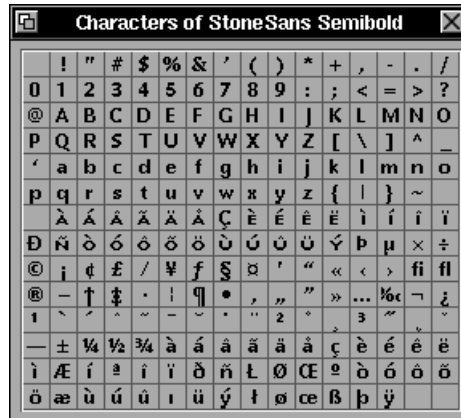 Characters of StoneSans Semibold
! " # $ % & ’ ( ) * + , - . /
0 1 2 3 4 5 6 7 8 9 : ; < = > ?
@ A B C D E F G H I J K L M N O
P Q R S T U V W X Y Z [ \ ] ^ _
‘ a b c d e f g h i j k l m n o
p q r s t u v w x y z { | } ~
À Á Â Ã Ä Å Ç È É Ê Ë Ì Í Î Ï
Ð Ñ Ò Ó Ô Õ Ö Ù Ú Û Ü Ý Þ µ × ÷
© ¡ ¢ £ ⁄ ¥ ƒ § ¤ ' “ « ‹ › fi fl
® – † ‡ · ¦ ¶ • ‚ „ ” » … ‰ ¬ ¿
¹ ` ´ ˆ ˜ ¯ ˘ ˙ ¨ ² ˚ ¸ ³ ˝ ˛ ˇ
— ± ¼ ½ ¾ à á â ã ä å ç è é ê ë
ì Æ í ª î ï ð ñ Ł Ø Œ º ò ó ô õ
ö æ ù ú û ı ü ý ł ø œ ß þ ÿ